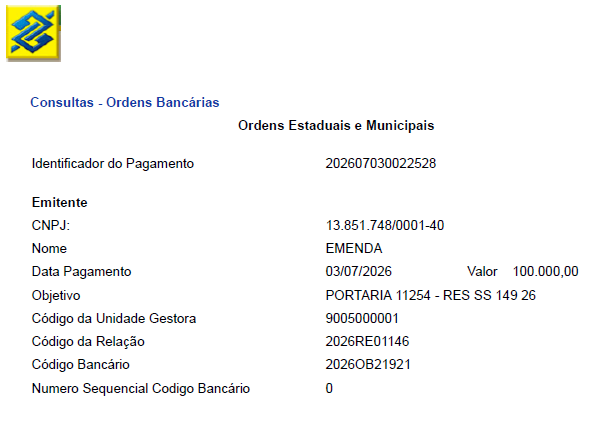 Consultas - Ordens Bancárias
Ordens Estaduais e Municipais
Identificador do Pagamento 202607030022528
Emitente
CNPJ: 13.851.748/0001-40
Nome EMENDA
Data Pagamento 03/07/2026 Valor 100.000,00
Objetivo PORTARIA 11254 - RES SS 149 26
Código da Unidade Gestora 9005000001
Código da Relação 2026RE01146
Código Bancário 2026OB21921
Numero Sequencial Codigo Bancário 0